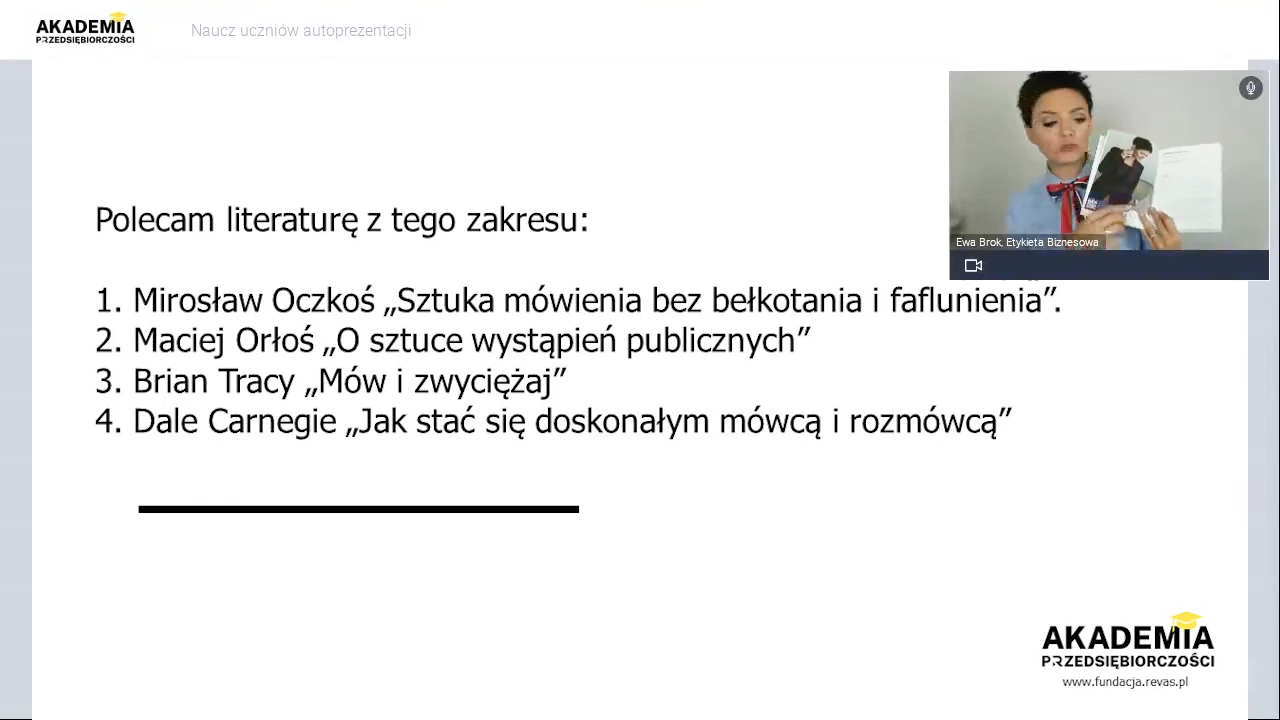 AKADEMIA
PRZEDSIĘBIORCZOŚCI
Naucz uczniów autoprezentacji
Ewa Brok, Etykieta Biznesowa
Polecam literaturę z tego zakresu:
1. Mirosław Oczkoś „Sztuka mówienia bez bełkotania i faflunienia”.
2. Maciej Orłoś „O sztuce wystąpień publicznych”
3. Brian Tracy „Mów i zwyciężaj”
4. Dale Carnegie „Jak stać się doskonałym mówcą i rozmówcą”
AKADEMIA
PRZEDSIĘBIORCZOŚCI
www.fundacja.revas.pl